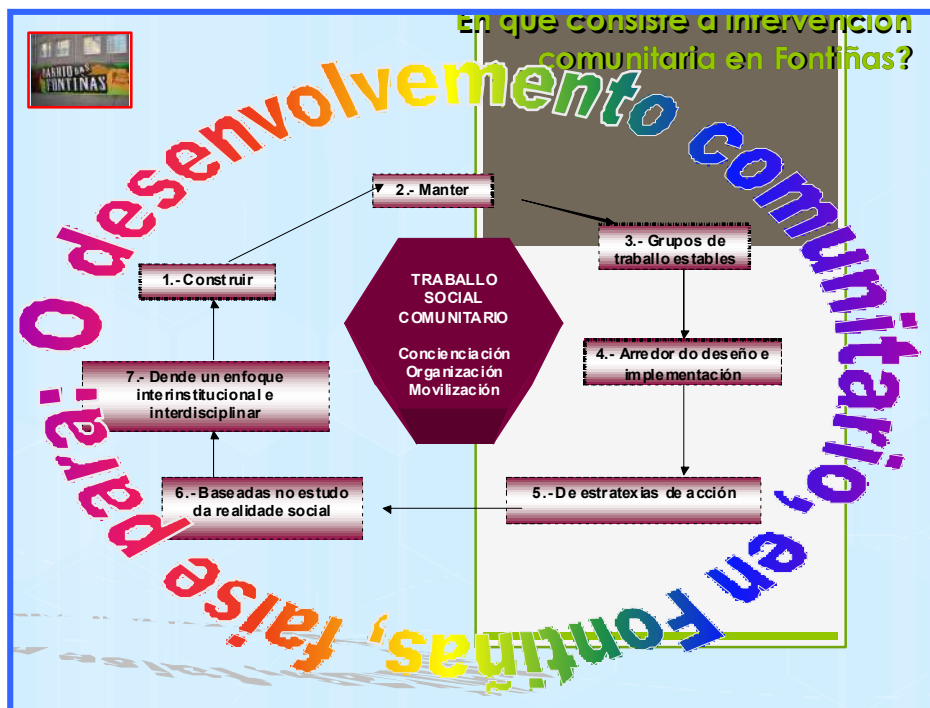 En que consiste a intervención
comunitaria en Fontiñas?
BARRIO DAS
FONTIÑAS
O desenvolvemento comunitario, en Fontiñas, faise para:
1.- Construir
2.- Manter
3.- Grupos de
traballo estables
4.- Arredor do deseño e
implementación
5.- De estratexias de acción
6.- Baseadas no estudo
da realidade social
7.- Dende un enfoque
interinstitucional e
interdisciplinar
TRABALLO
SOCIAL
COMUNITARIO
Concienciación
Organización
Movilización